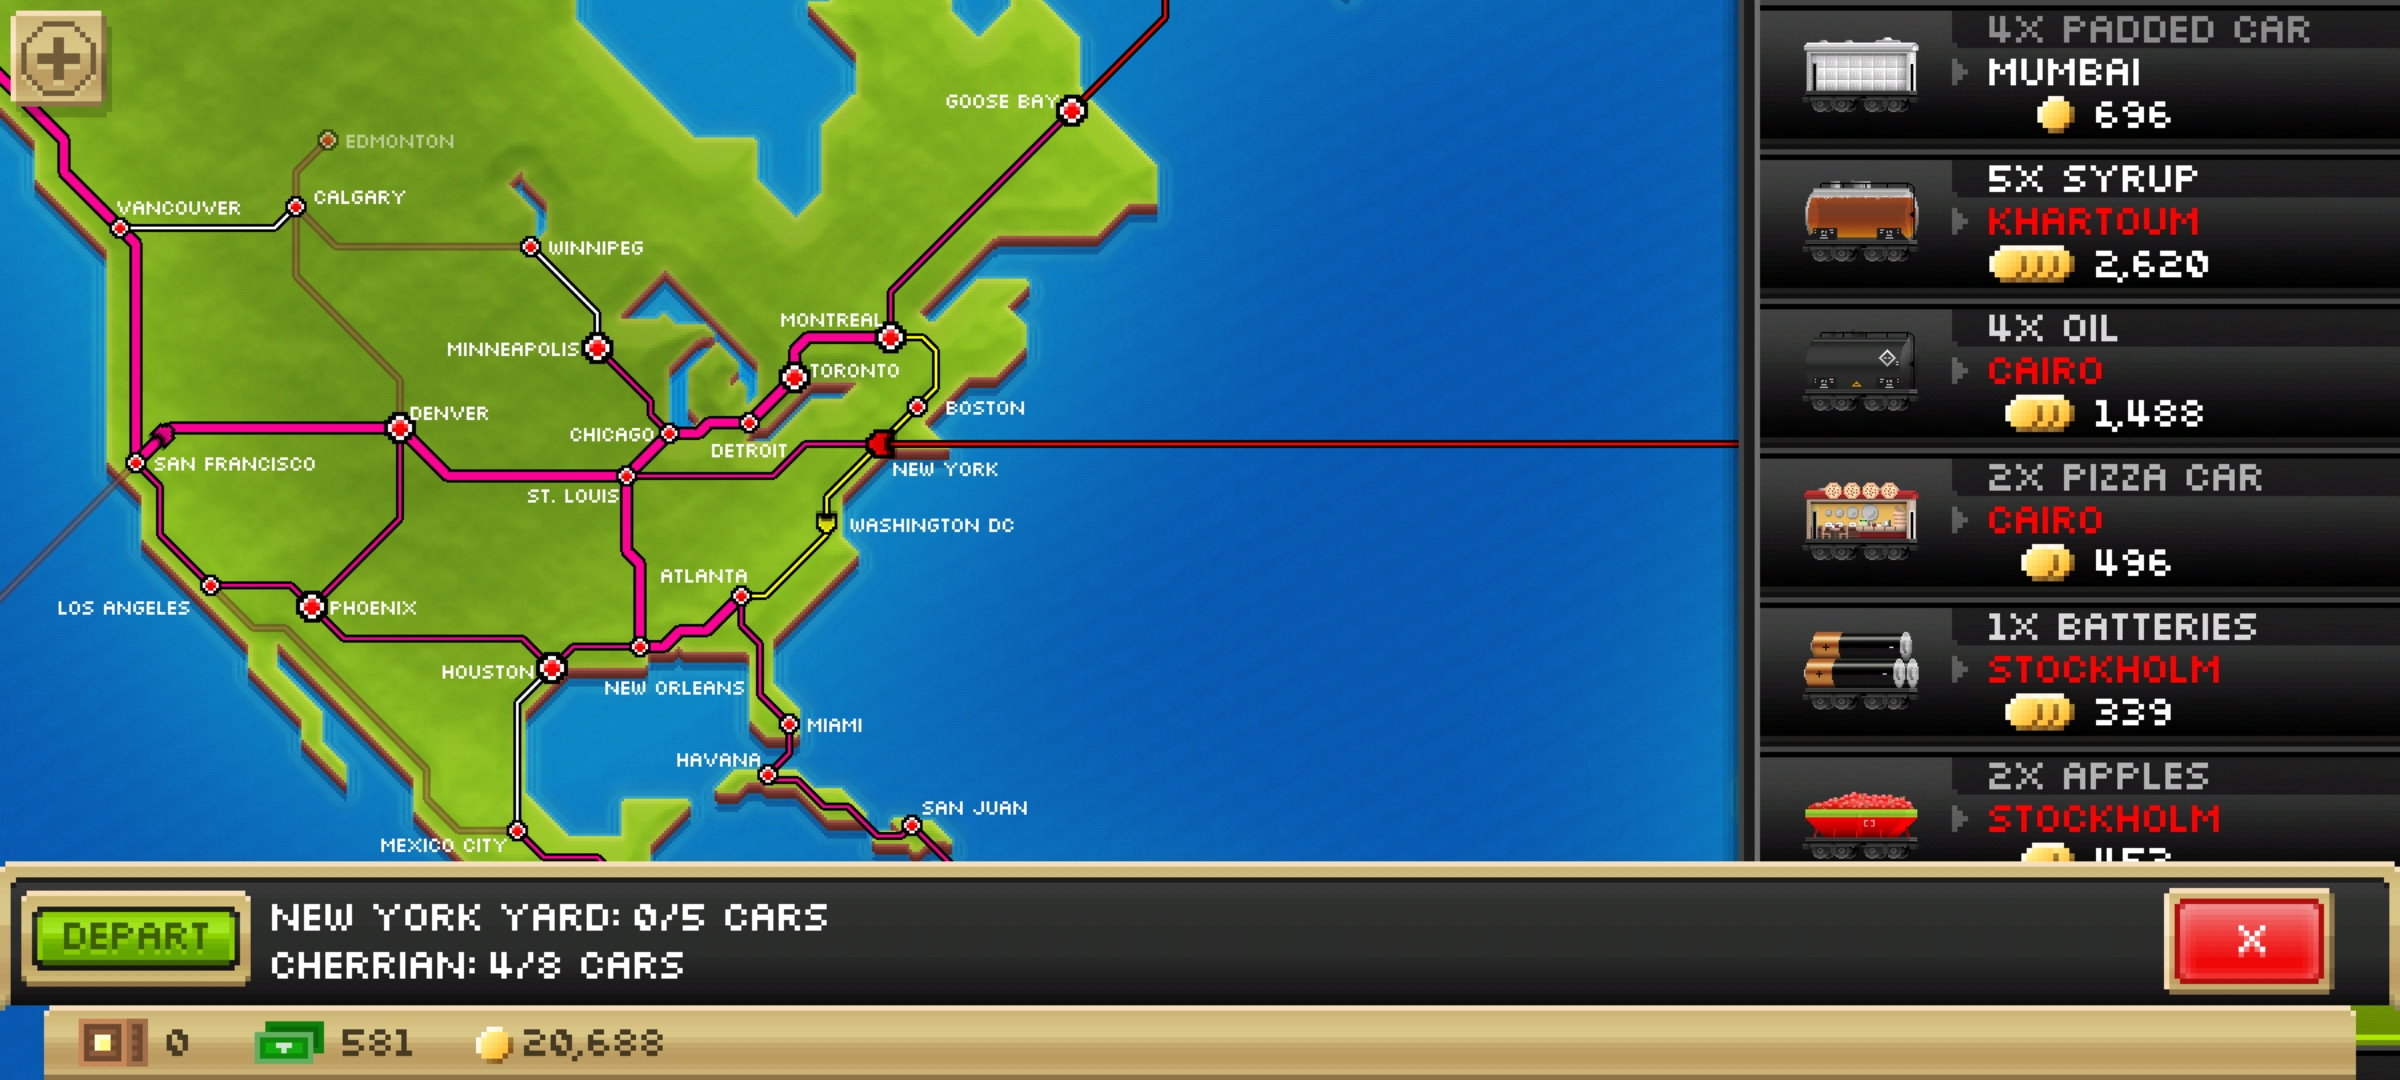 GOOSE BAY
EDMONTON
CALGARY
VANCOUVER
WINNIPEG
MONTREAL
MINNEAPOLIS
TORONTO
DENVER
BOSTON
CHICAGO
DETROIT
SAN FRANCISCO
NEW YORK
ST. LOUIS
WASHINGTON DC
ATLANTA
LOS ANGELES
PHOENIX
HOUSTON
NEW ORLEANS
MIAMI
HAVANA
SAN JUAN
MEXICO CITY
4X PADDED CAR
MUMBAI
696
5X SYRUP
KHARTOUM
2,620
4X OIL
CAIRO
1,488
2X PIZZA CAR
CAIRO
496
1X BATTERIES
STOCKHOLM
339
2X APPLES
STOCKHOLM
DEPART
NEW YORK YARD: 0/5 CARS
CHERRIAN: 4/8 CARS
X
0
581
20,688